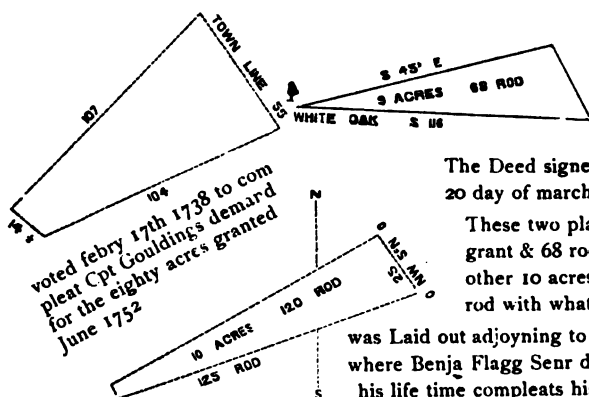 TOWN LINE 55
107
104
14
S 45° E
9 ACRES 68 ROD
WHITE OAK S 116
voted febry 17th 1738 to com
pleat Cpt Gouldings demand
for the eighty acres granted
June 1752
The Deed signe
20 day of march
These two pla
grant & 68 ro
other 10 acres
rod with what
was Laid out adjoyning to
where Benja Flagg Senr d
his life time compleats his
N
10 ACRES 120 ROD
125 ROD
S